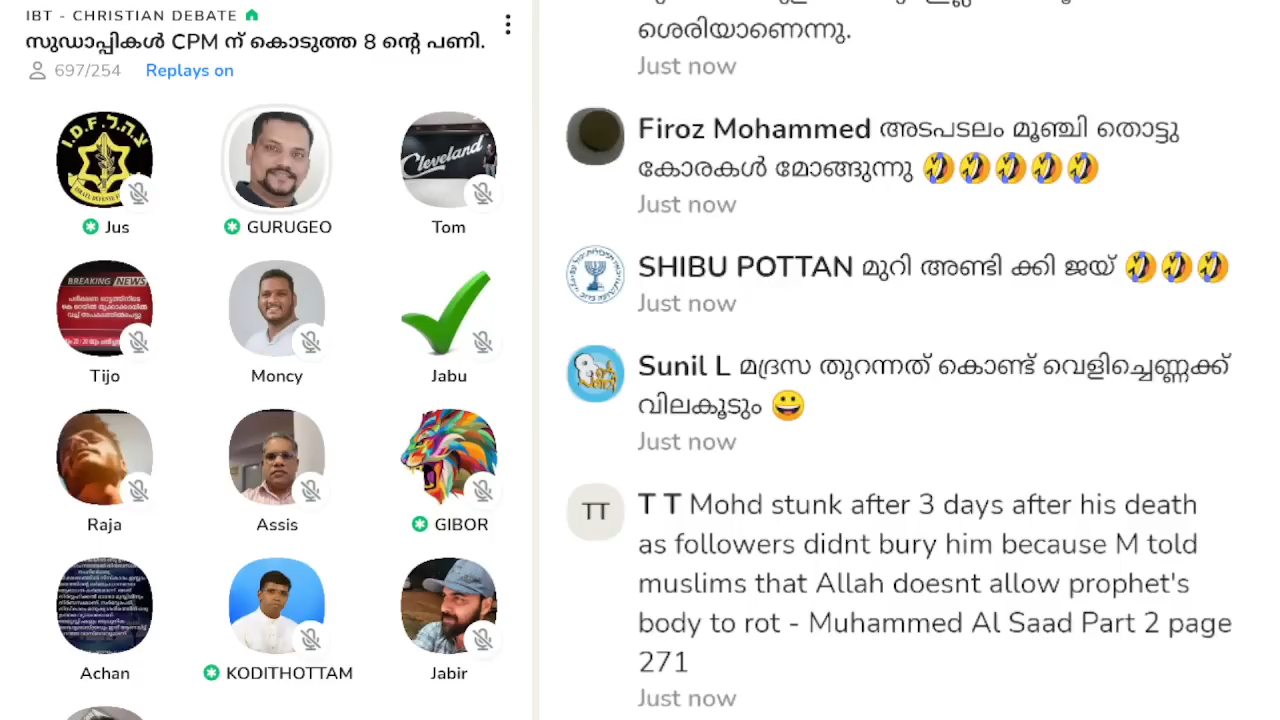 IBT - CHRISTIAN DEBATE
സുഡാപ്പികൾ CPM ന് കൊടുത്ത 8 ന്റെ പണി.
697/254 Replays on
Jus GURUGEO Tom
BREAKING NEWS
Cleveland
Tijo Moncy Jabu
Raja Assis GIBOR
Achan KODITHOTTAM Jabir
ശെരിയാണെന്നു.
Just now
Firoz Mohammed അടപടലം മൂഞ്ചി തൊട്ടു
കോരകൾ മോങ്ങുന്നു 🤣🤣🤣🤣🤣
Just now
SHIBU POTTAN മുറി അണ്ടി ക്കി ജയ് 🤣🤣🤣
Just now
Sunil L മദ്രസ തുറന്നത് കൊണ്ട് വെളിച്ചെണ്ണക്ക്
വിലകൂടും 😀
Just now
TT
T T Mohd stunk after 3 days after his death
as followers didnt bury him because M told
muslims that Allah doesnt allow prophet's
body to rot - Muhammed Al Saad Part 2 page
271
Just now